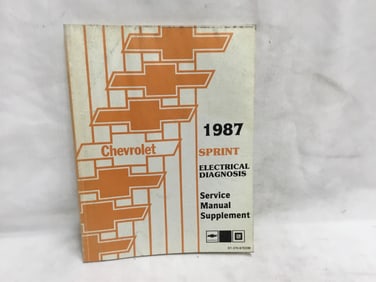 1987
Chevrolet
SPRINT
ELECTRICAL
DIAGNOSIS
Service
Manual
Supplement